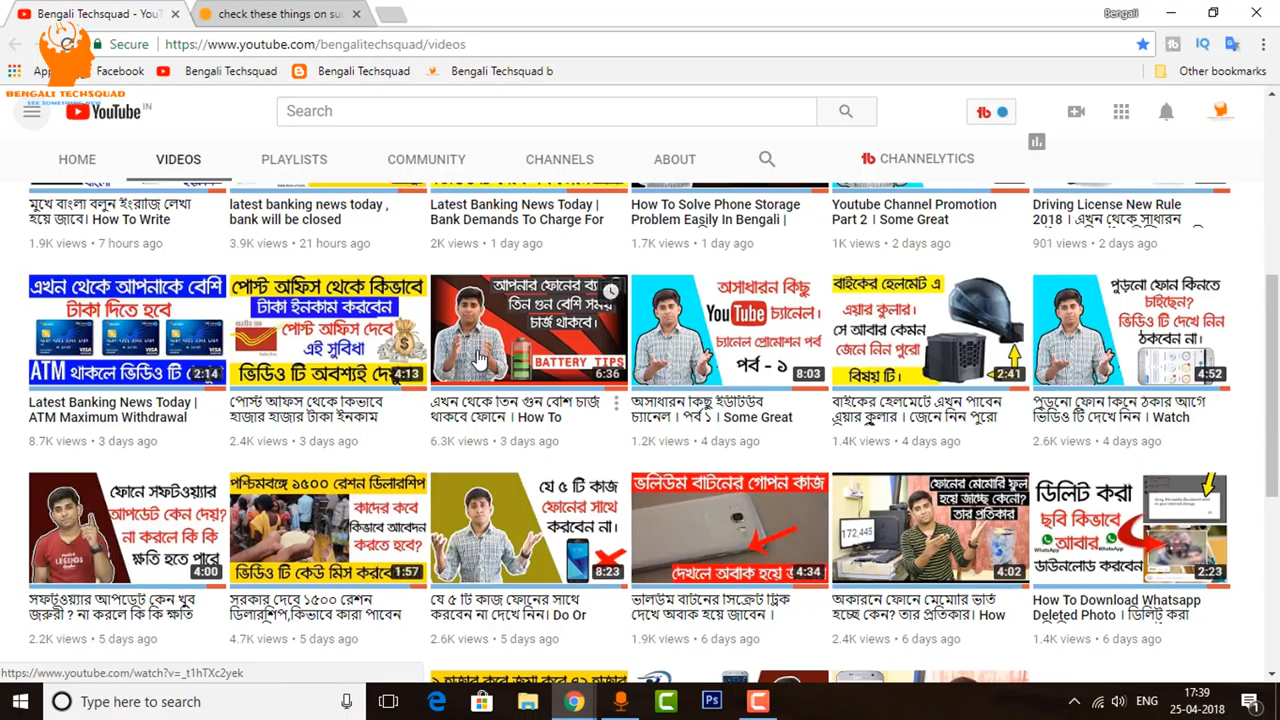 Bengali Techsquad - YouT
check these things on su
Bengali
Secure
https://www.youtube.com/bengalitechsquad/videos
Facebook
Bengali Techsquad
Bengali Techsquad
Bengali Techsquad b
Other bookmarks
BENGALI TECHSQUAD
SEE SOMETHING NEW
YouTube IN
Search
HOME
VIDEOS
PLAYLISTS
COMMUNITY
CHANNELS
ABOUT
CHANNELYTICS
মুখে বাংলা বলুন ইংরাজি লেখা
হয়ে যাবে। How To Write
1.9K views • 7 hours ago
latest banking news today ,
bank will be closed
3.9K views • 21 hours ago
Latest Banking News Today |
Bank Demands To Charge For
2K views • 1 day ago
How To Solve Phone Storage
Problem Easily In Bengali |
1.7K views • 1 day ago
Youtube Channel Promotion
Part 2 । Some Great
1K views • 2 days ago
Driving License New Rule
2018 । এখন থেকে সাধারন
901 views • 2 days ago
এখন থেকে আপনাকে বেশি
টাকা দিতে হবে
ATM থাকলে ভিডিও টি
2:14
Latest Banking News Today |
ATM Maximum Withdrawal
8.7K views • 3 days ago
পোস্ট অফিস থেকে কিভাবে
টাকা ইনকাম করবেন
পোস্ট অফিস দেবে
এই সুবিধা
ভিডিও টি অবশ্যই
4:13
পোস্ট অফিস থেকে কিভাবে
হাজার হাজার টাকা ইনকাম
2.4K views • 3 days ago
আপনার ফোনের
তিন গুন বেশি সময়
চার্জ থাকবে।
BATTERY TIPS
6:36
এখন থেকে তিন গুন বেশি চার্জ
থাকবে ফোনে । How To
6.3K views • 3 days ago
অসাধারন কিছু
YouTube চ্যানেল।
চ্যানেল প্রোমোশন পর্ব
পর্ব - ১
8:03
অসাধারন কিছু ইউটিউব
চ্যানেল । পর্ব ১ । Some Great
1.2K views • 4 days ago
বাইকের হেলমেট এ
এয়ার কুলার।
সে আবার কেমন
জেনে নিন পুরো
বিষয় টি।
2:41
বাইকের হেলমেটে এখন পাবেন
এয়ার কুলার । জেনে নিন পুরো
1.4K views • 4 days ago
পুড়নো ফোন কিনতে
চাইছেন?
ভিডিও টি দেখে নিন
ঠকবেন না।
4:52
পুড়নো ফোন কিনে ঠকার আগে
ভিডিও টি দেখে নিন । Watch
2.6K views • 4 days ago
ফোনে সফটওয়্যার
আপডেট কেন দেয়?
না করলে কি কি
ক্ষতি হতে পারে
4:00
সফটওয়্যার আপডেট কেন খুব
জরুরী ? না করলে কি কি ক্ষতি
2.2K views • 5 days ago
পশ্চিমবঙ্গে ১৫০০ রেশন ডিলারশিপ
কাদের কবে
কিভাবে আবেদন
করতে হবে?
ভিডিও টি কেউ মিস
1:57
সরকার দেবে ১৫০০ রেশন
ডিলারশিপ,কিভাবে কারা পাবেন
4.7K views • 5 days ago
যে ৫ টি কাজ
ফোনের সাথে
করবেন না।
8:23
যে ৫ টি কাজ ফোনের সাথে
করবেন না দেখে নিন। Do Or
2.6K views • 5 days ago
ভলিউম বাটনের গোপন কাজ
দেখলে অবাক হয়ে
4:34
ভলিউম বাটনের সিক্রেট ট্রিক
দেখে অবাক হয়ে জাবেন ।
1.9K views • 6 days ago
ফোনের মেমোরি ফুল
হয়ে জাচ্ছে কেনো?
তার প্রতিকার
172,445
4:02
অকারনে ফোনে মেমোরি ভর্তি
হচ্ছে কেন? তার প্রতিকার। How
2.4K views • 6 days ago
ডিলিট করা
ছবি কিভাবে
আবার
ডাউনলোড করবেন
2:23
How To Download Whatsapp
Deleted Photo । ডিলিট করা
1.4K views • 6 days ago
https://www.youtube.com/watch?v=_t1hTXc2yek
Type here to search
ENG
17:39
25-04-2018